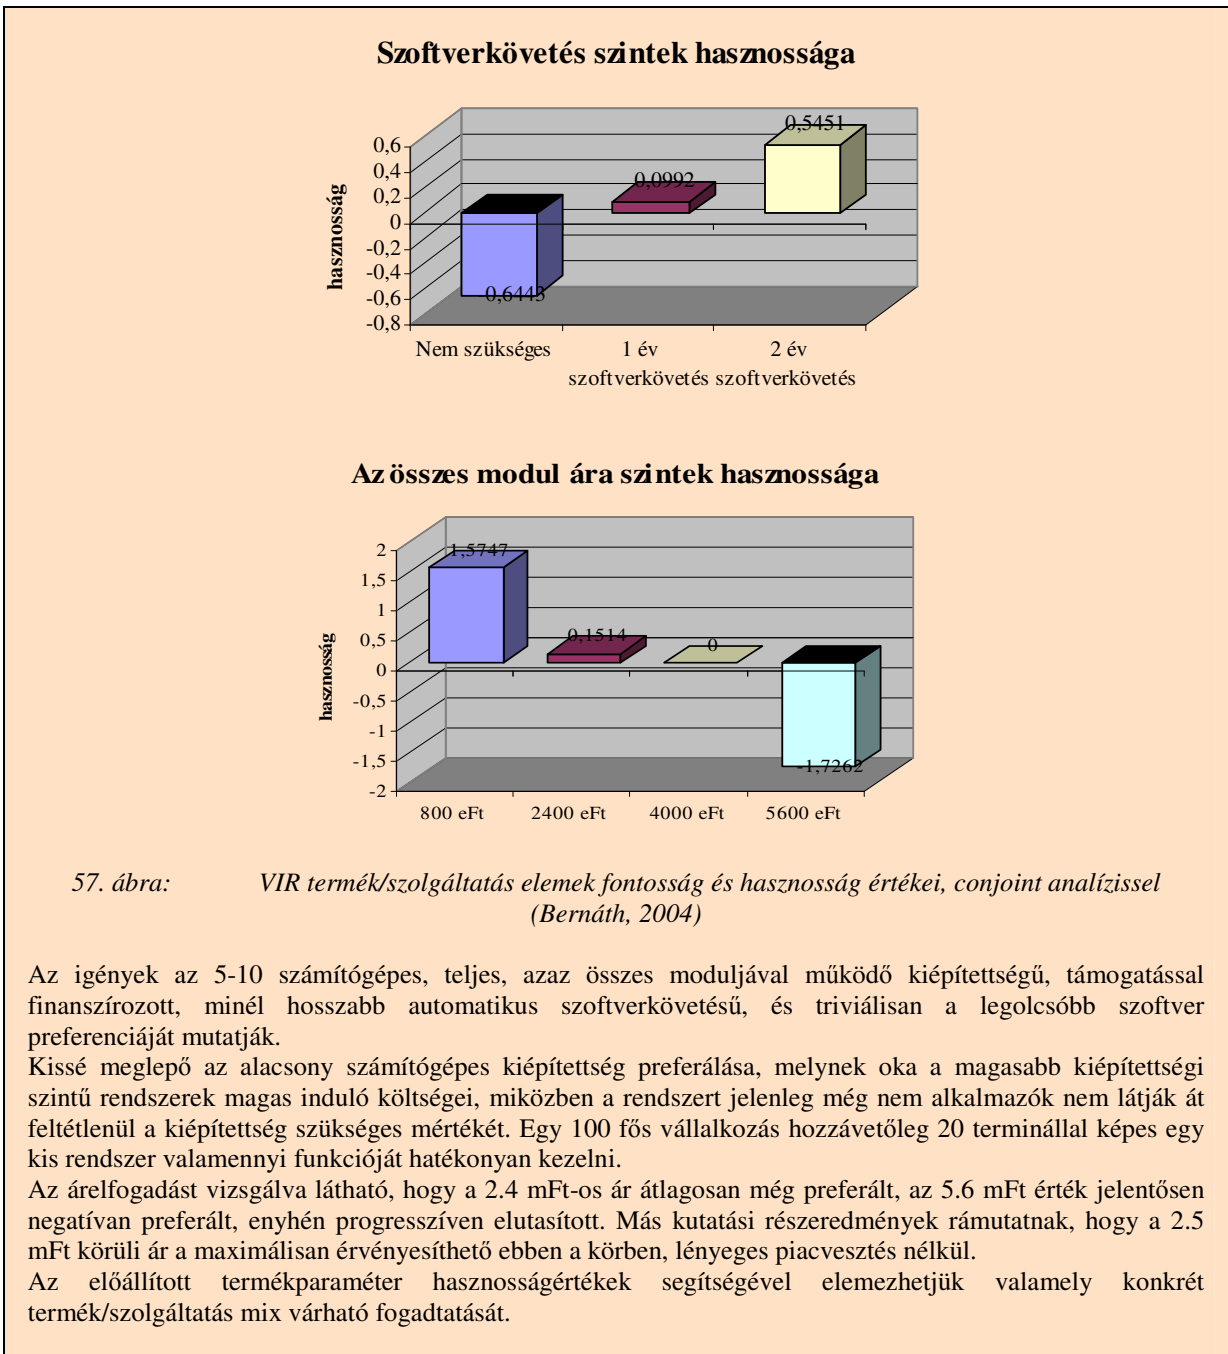 Szoftverkövetés szintek hasznossága
hasznosság
0,6
0,4
0,2
0
-0,2
-0,4
-0,6
-0,8
0,5451
0,0992
-0,6443
Nem szükséges
1 év szoftverkövetés
2 év szoftverkövetés
Az összes modul ára szintek hasznossága
hasznosság
2
1,5
1
0,5
0
-0,5
-1
-1,5
-2
1,5747
0,1514
0
-1,7262
800 eFt
2400 eFt
4000 eFt
5600 eFt
57. ábra: VIR termék/szolgáltatás elemek fontosság és hasznosság értékei, conjoint analízissel
(Bernáth, 2004)
Az igények az 5-10 számítógépes, teljes, azaz összes moduljával működő kiépítettségű, támogatással
finanszírozott, minél hosszabb automatikus szoftverkövetésű, és triviálisan a legolcsóbb szoftver
preferenciáját mutatják.
Kissé meglepő az alacsony számítógépes kiépítettség preferálása, melynek oka a magasabb kiépítettségi
szintű rendszerek magas induló költségei, miközben a rendszert jelenleg még nem alkalmazók nem látják át
feltétlenül a kiépítettség szükséges mértékét. Egy 100 fős vállalkozás hozzávetőleg 20 terminállal képes egy
kis rendszer valamennyi funkcióját hatékonyan kezelni.
Az árelfogadást vizsgálva látható, hogy a 2.4 mFt-os ár átlagosan még preferált, az 5.6 mFt érték jelentősen
negatívan preferált, enyhén progresszíven elutasított. Más kutatási részeredmények rámutatnak, hogy a 2.5
mFt körüli ár a maximálisan érvényesíthető ebben a körben, lényeges piacvesztés nélkül.
Az előállított termékparaméter hasznosságértékek segítségével elemezhetjük valamely konkrét
termék/szolgáltatás mix várható fogadtatását.